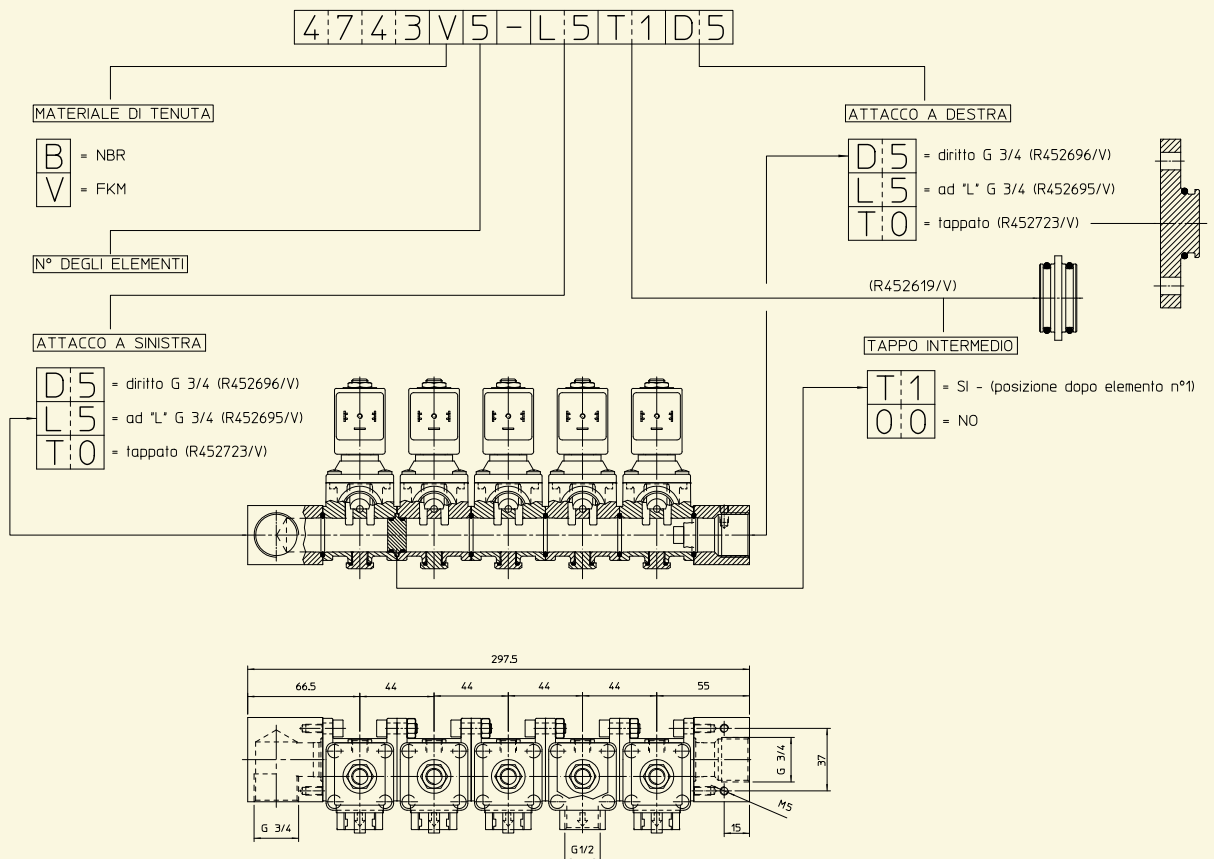 4743V5-L5T1D5
MATERIALE DI TENUTA
B = NBR
V = FKM
N° DEGLI ELEMENTI
ATTACCO A SINISTRA
D5 = diritto G 3/4 (R452696/V)
L5 = ad "L" G 3/4 (R452695/V)
T0 = tappato (R452723/V)
ATTACCO A DESTRA
D5 = diritto G 3/4 (R452696/V)
L5 = ad "L" G 3/4 (R452695/V)
T0 = tappato (R452723/V)
(R452619/V)
TAPPO INTERMEDIO
T1 = SI - (posizione dopo elemento n°1)
00 = NO
297.5
66.5 44 44 44 44 55
G 3/4
37
M5
15
G 3/4
G1/2